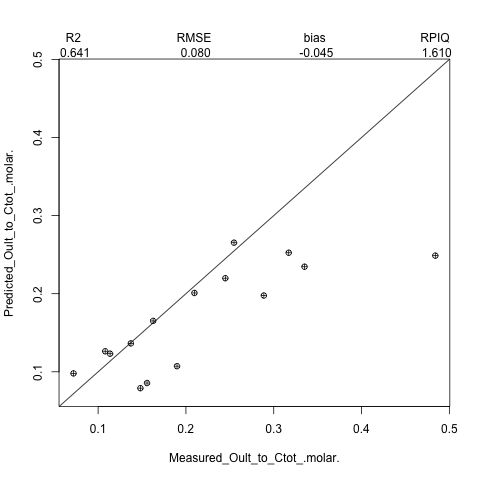 R2 RMSE bias RPIQ
0.641 0.080 -0.045 1.610
0.5
0.4
0.3
0.2
0.1
Predicted_Oult_to_Ctot_.molar.
0.1 0.2 0.3 0.4 0.5
Measured_Oult_to_Ctot_.molar.